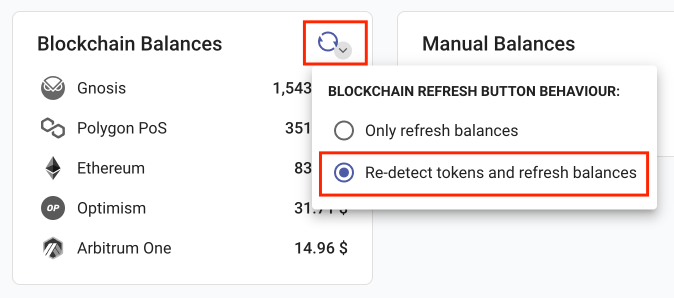 Blockchain Balances
Manual Balances
BLOCKCHAIN REFRESH BUTTON BEHAVIOUR:
Only refresh balances
Re-detect tokens and refresh balances
Gnosis 1,543
Polygon PoS 351
Ethereum 83
OP Optimism 31.71 $
Arbitrum One 14.96 $